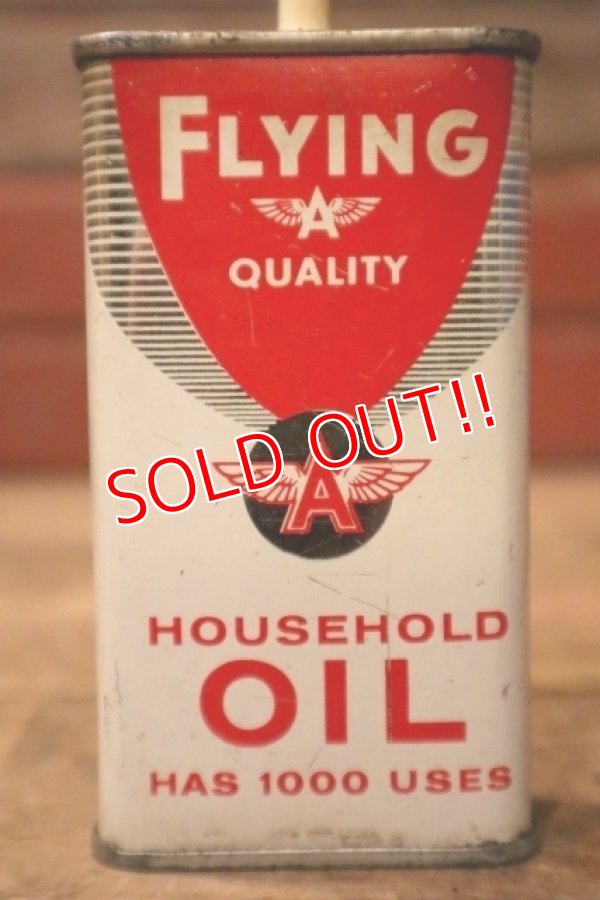 FLYING
A
QUALITY
SOLD OUT!!
A
HOUSEHOLD
OIL
HAS 1000 USES